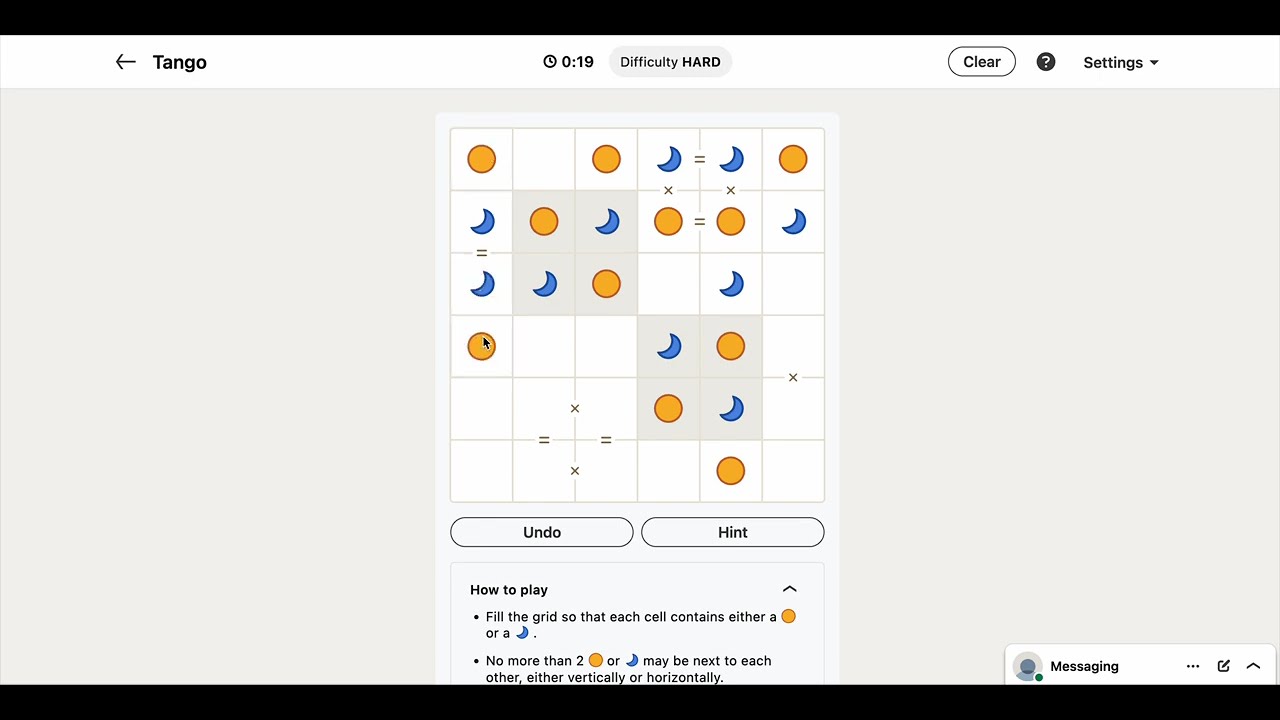 Tango
0:19
Difficulty HARD
Clear
?
Settings
=
× ×
=
=
×
×
= =
×
Undo
Hint
How to play
• Fill the grid so that each cell contains either a
or a .
• No more than 2 or may be next to each
other, either vertically or horizontally.
Messaging